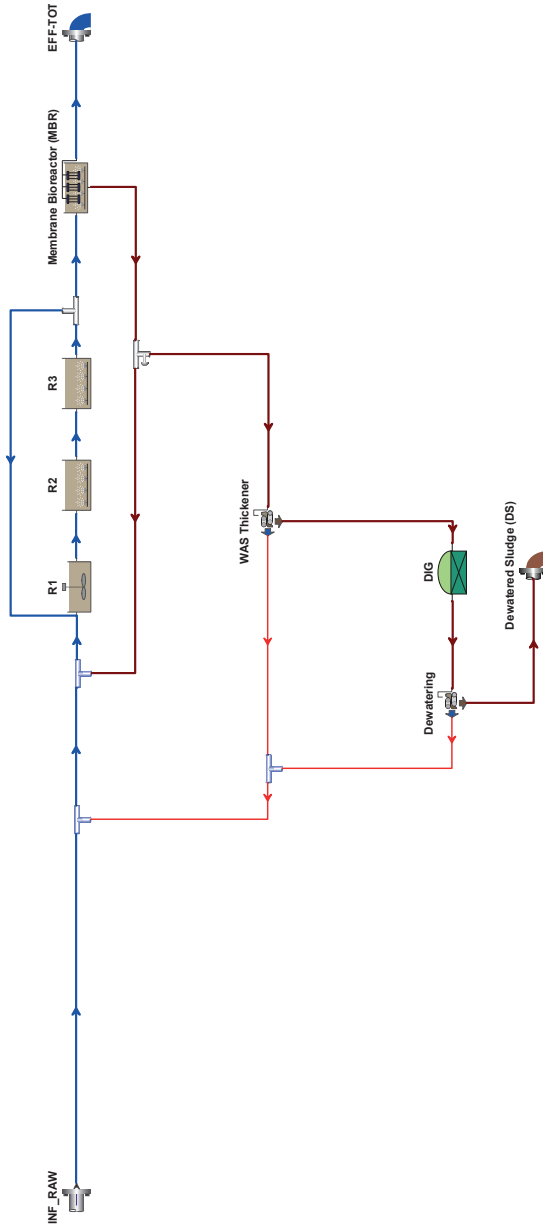 INF_RAW
R1
R2
R3
Membrane Bioreactor (MBR)
EFF-TOT
WAS Thickener
Dewatering
DIG
Dewatered Sludge (DS)